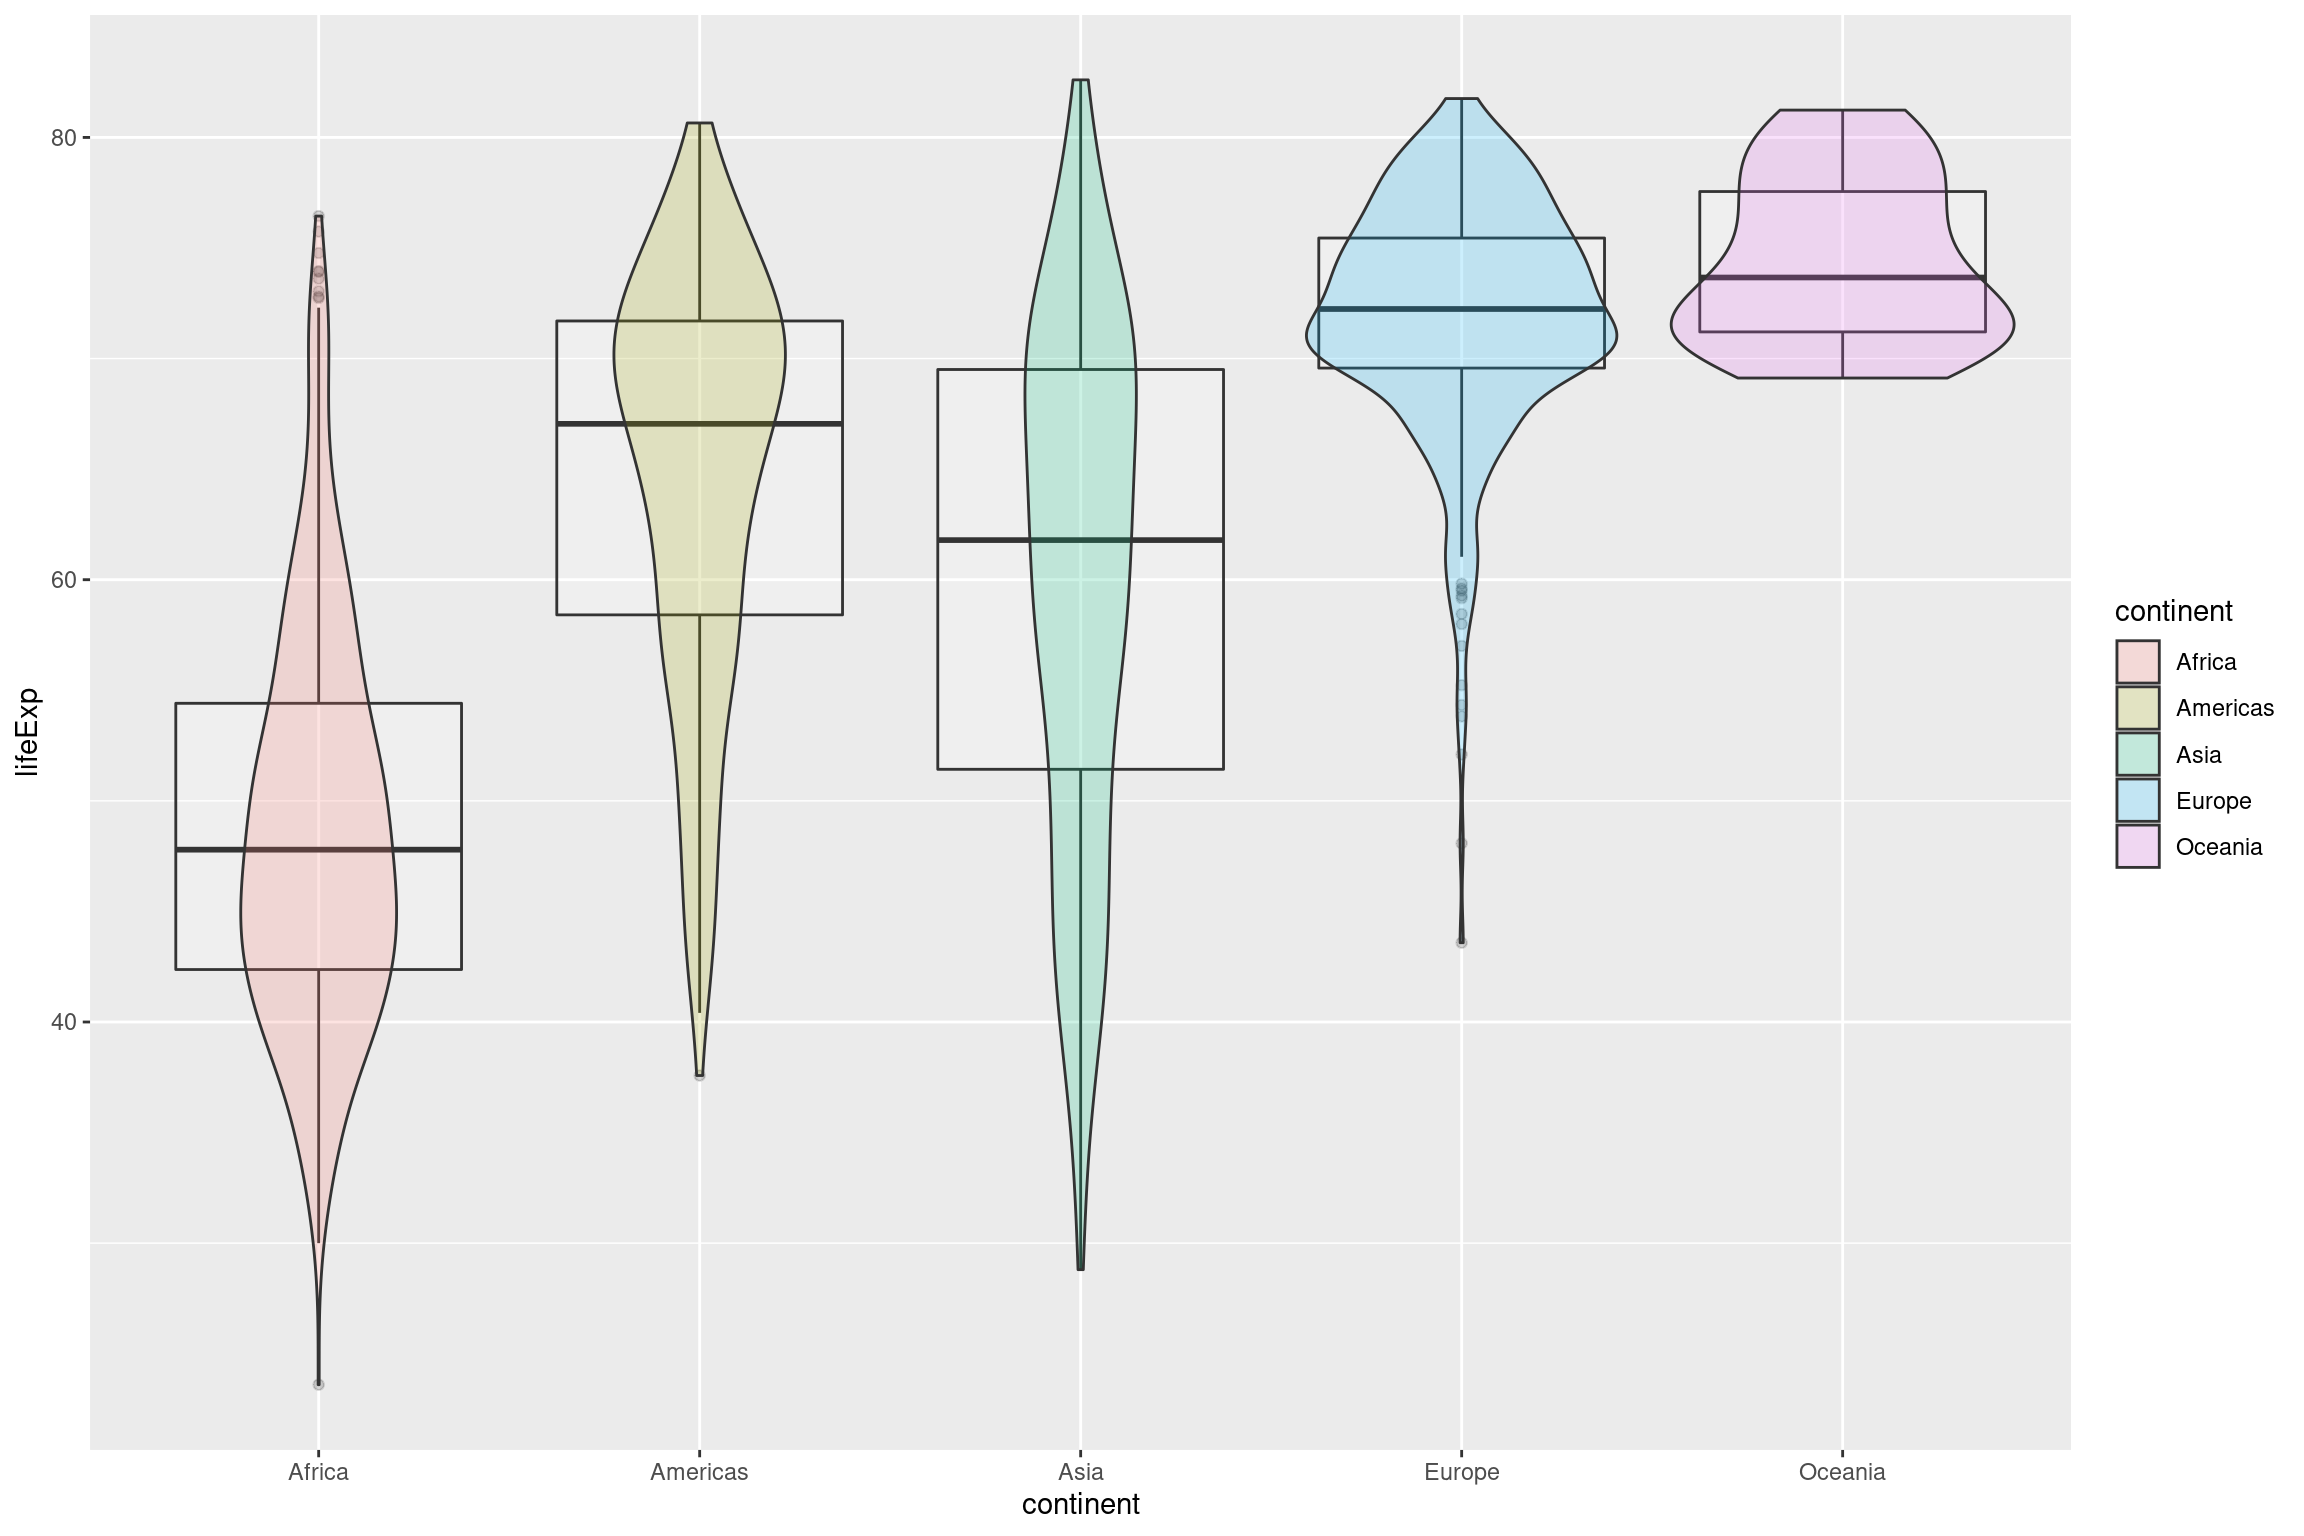 lifeExp
80
60
40
Africa
Americas
Asia
Europe
Oceania
continent
continent
Africa
Americas
Asia
Europe
Oceania